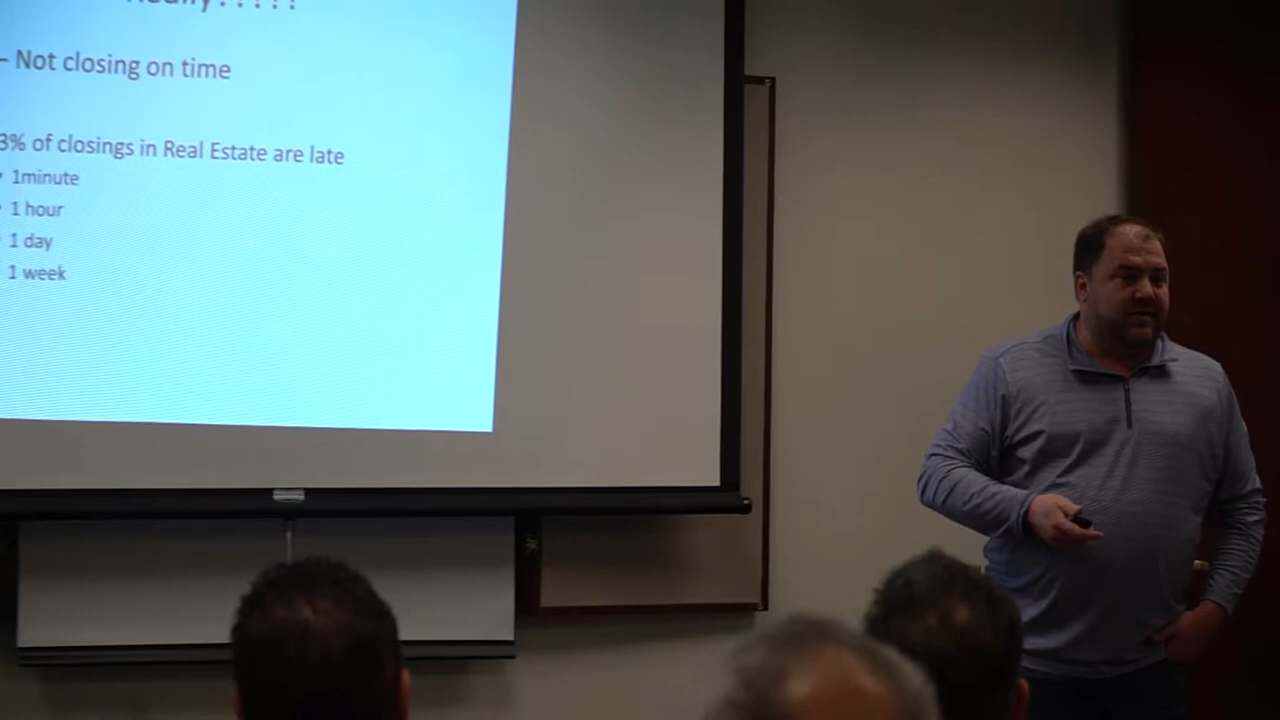 - Not closing on time
3% of closings in Real Estate are late
• 1minute
• 1 hour
1 day
1 week